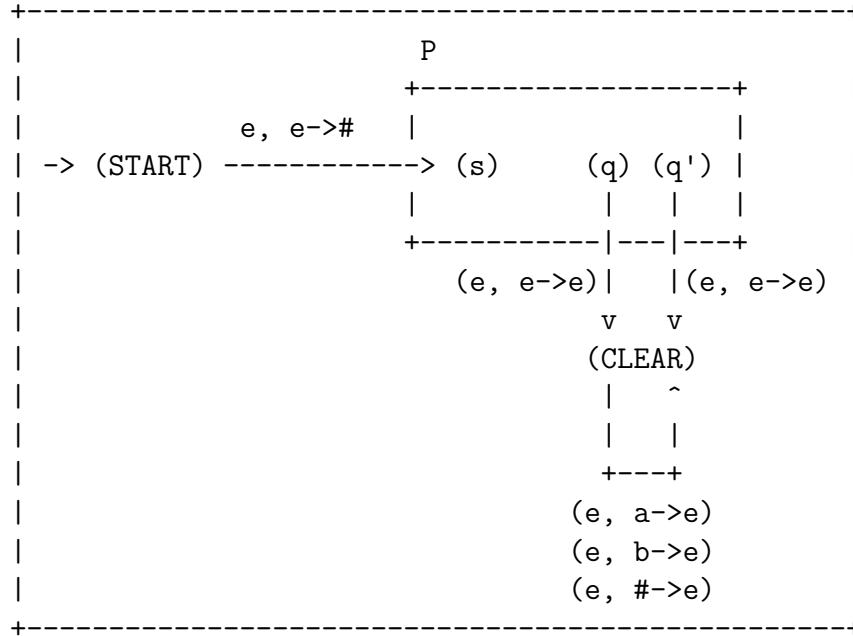 P
e, e->#
-> (START) ------------> (s) (q) (q')
(e, e->e) (e, e->e)
v v
(CLEAR)
^
(e, a->e)
(e, b->e)
(e, #->e)